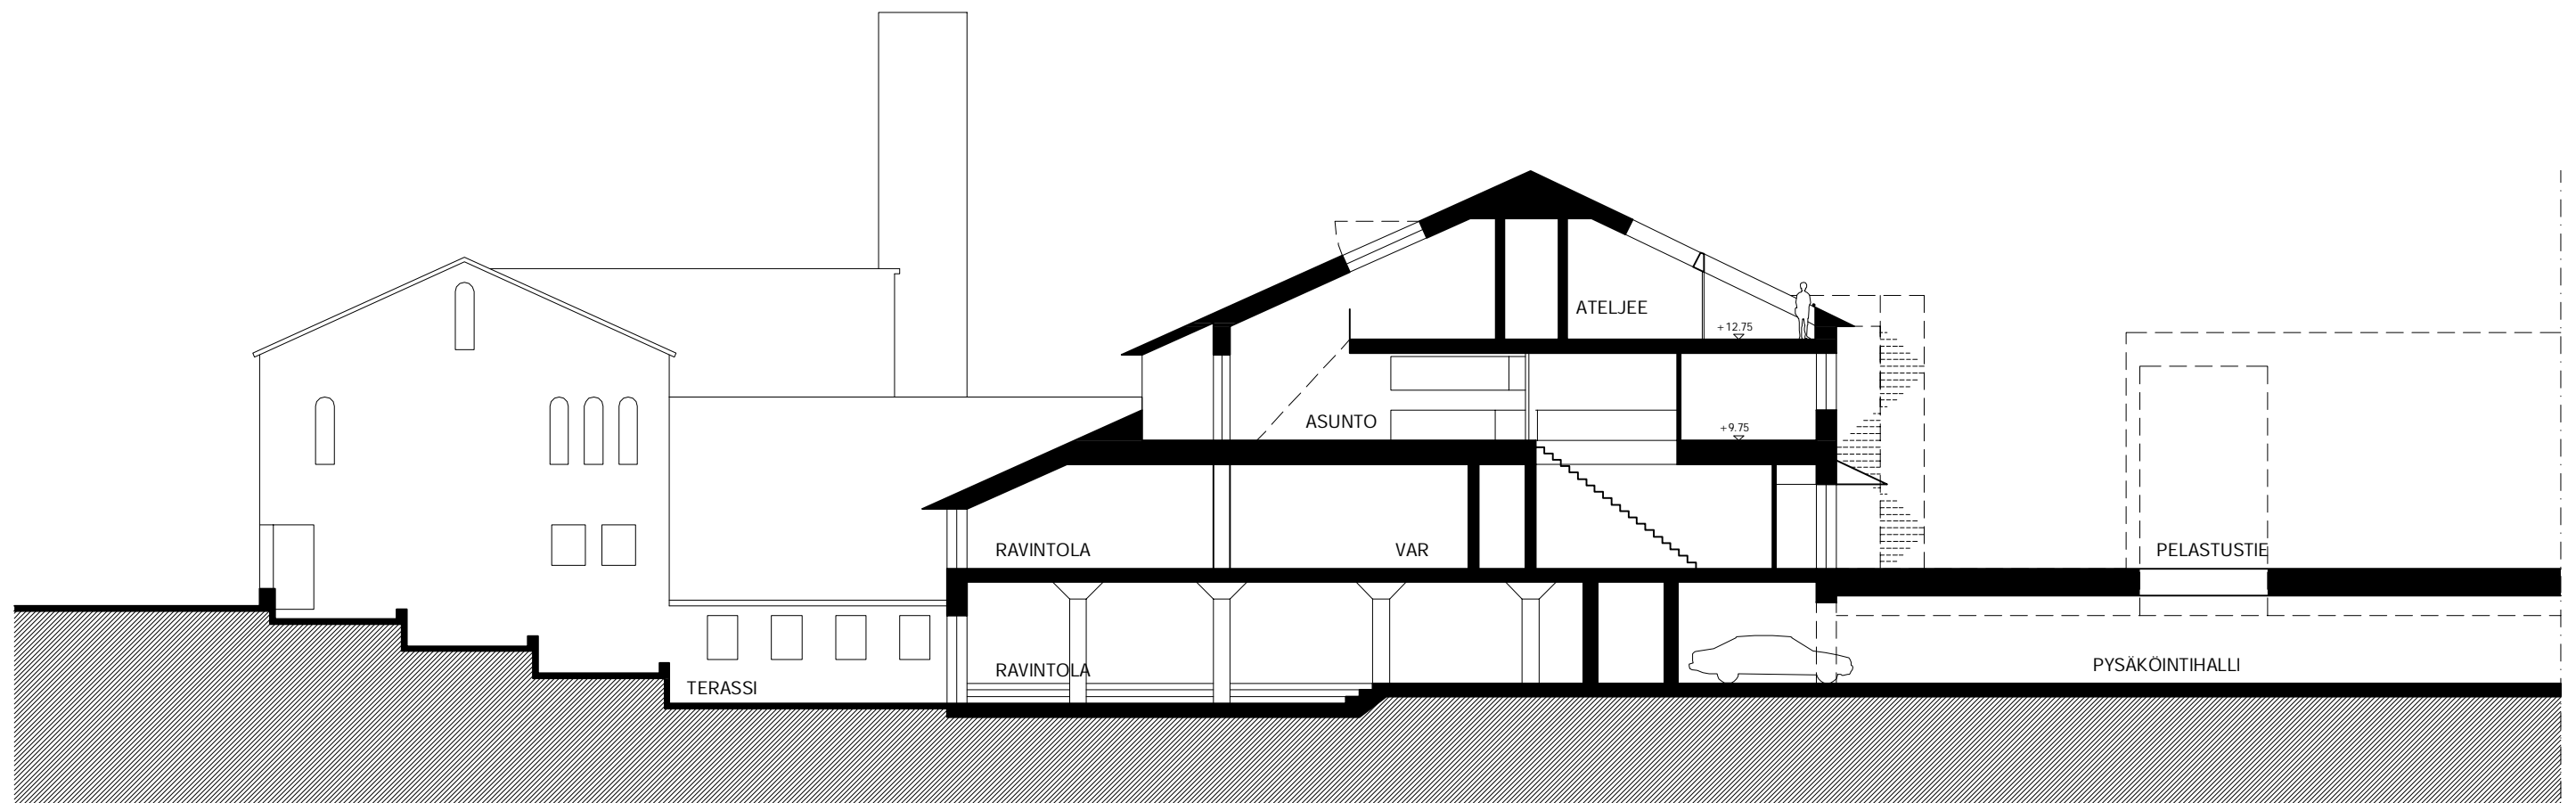 ATELJEE
+12.75
ASUNTO
+9.75
RAVINTOLA
VAR
PELASTUSTIE
RAVINTOLA
PYSÄKÖINTIHALLI
TERASSI